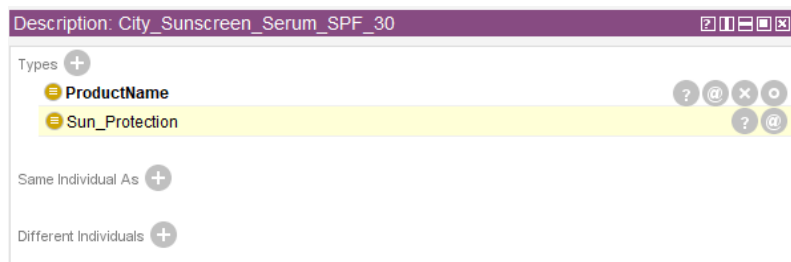 Description: City_Sunscreen_Serum_SPF_30
Types
ProductName
Sun_Protection
Same Individual As
Different Individuals